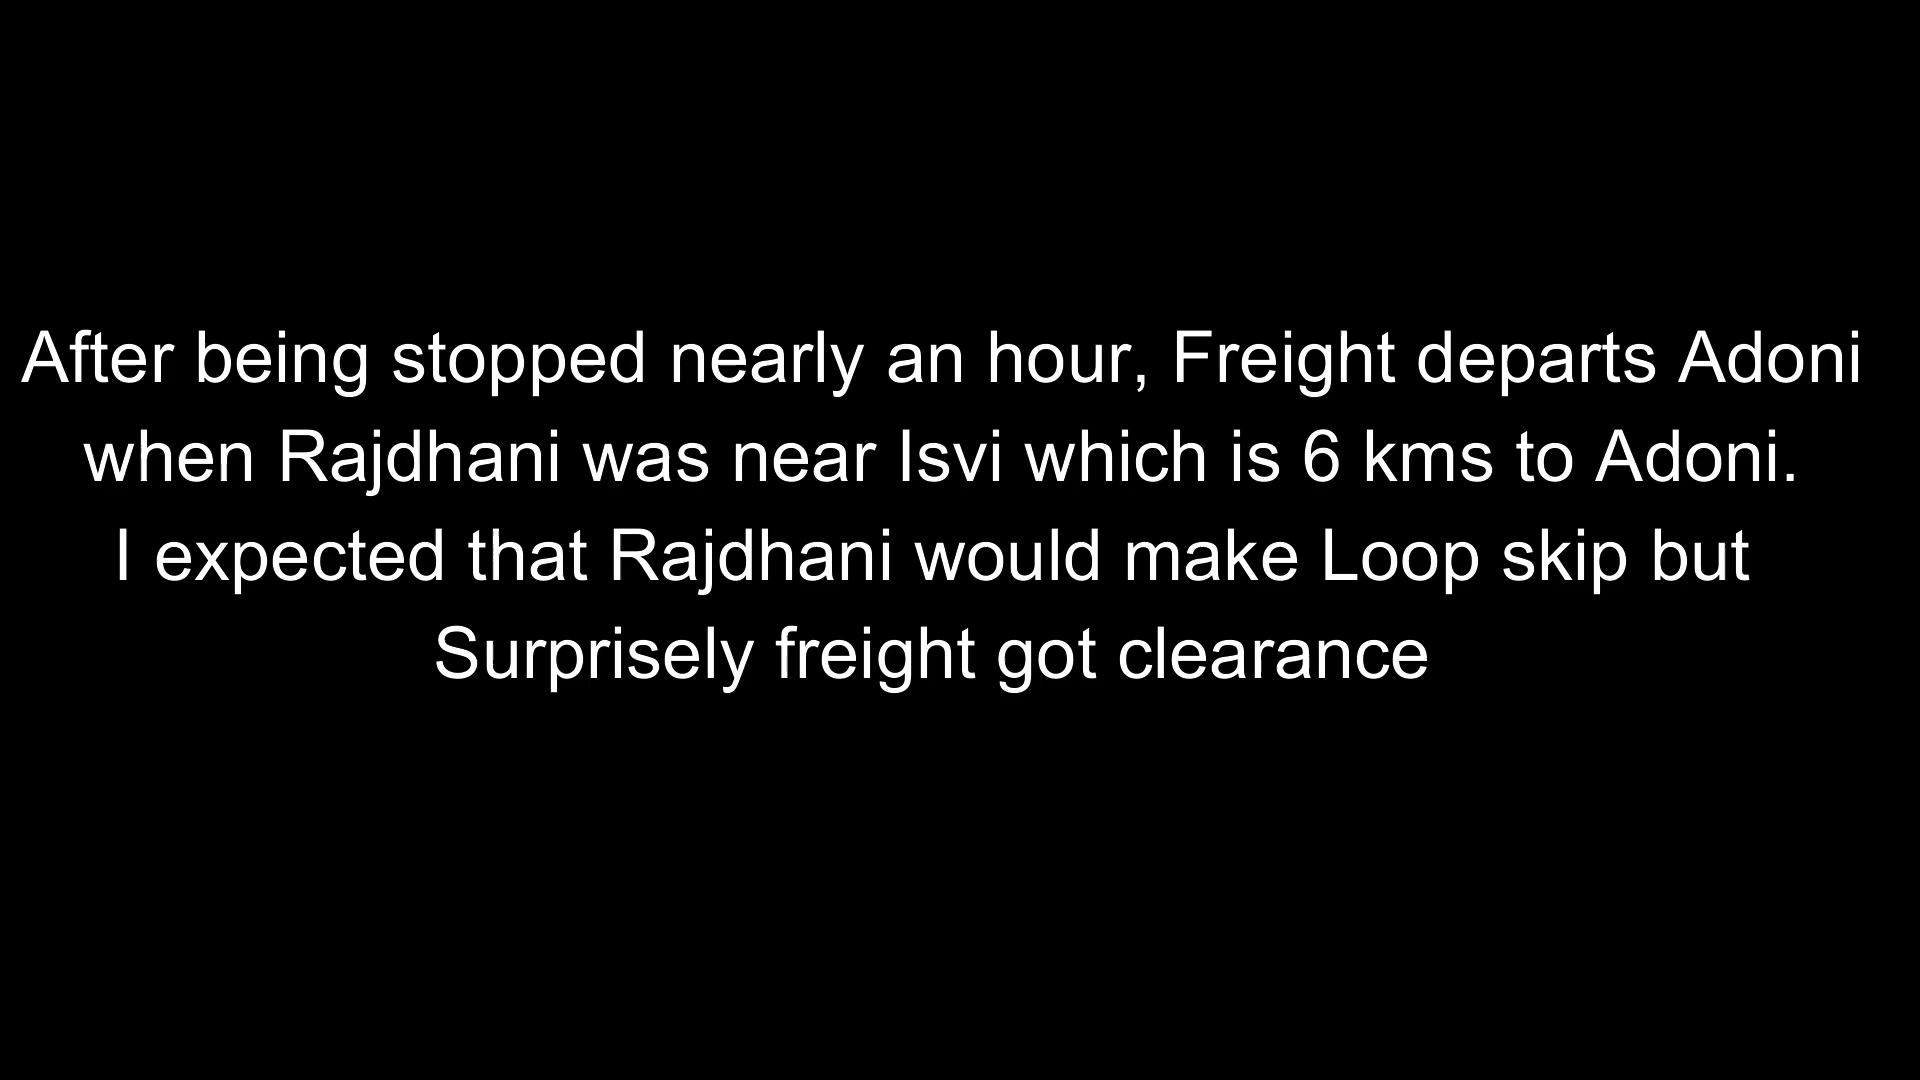 After being stopped nearly an hour, Freight departs Adoni
when Rajdhani was near Isvi which is 6 kms to Adoni.
I expected that Rajdhani would make Loop skip but
Surprisely freight got clearance